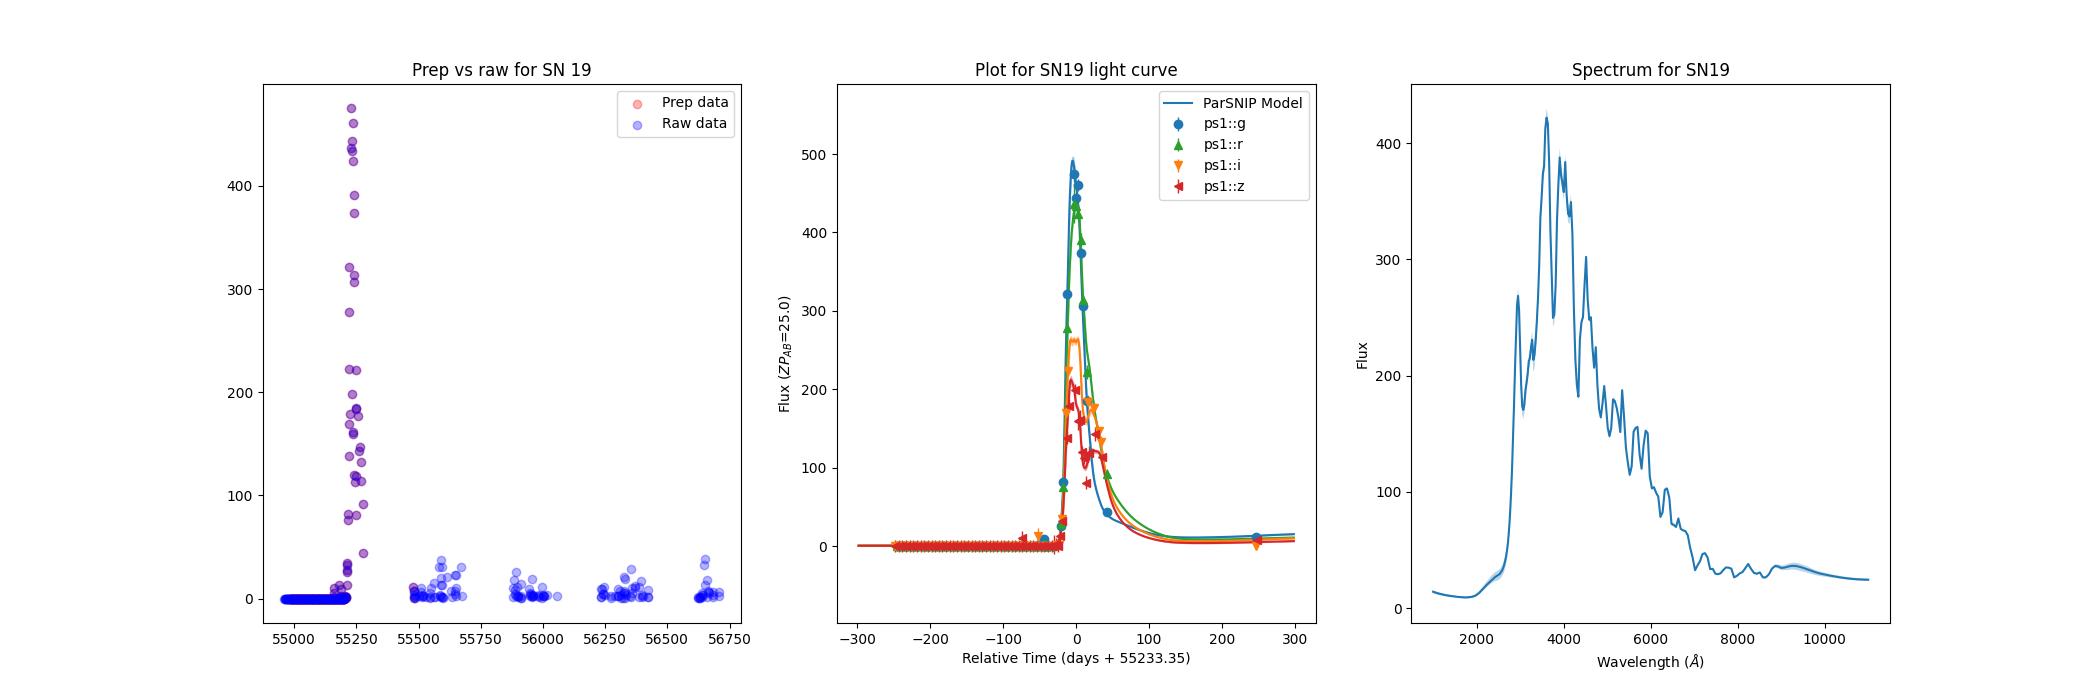 Prep vs raw for SN 19
Prep data
Raw data
400
300
200
100
0
55000
55250
55500
55750
56000
56250
56500
56750
Plot for SN19 light curve
ParSNIP Model
ps1::g
ps1::r
ps1::i
ps1::z
Flux (ZP_AB=25.0)
500
400
300
200
100
0
−300
−200
−100
0
100
200
300
Relative Time (days + 55233.35)
Spectrum for SN19
Flux
400
300
200
100
0
2000
4000
6000
8000
10000
Wavelength (Å)